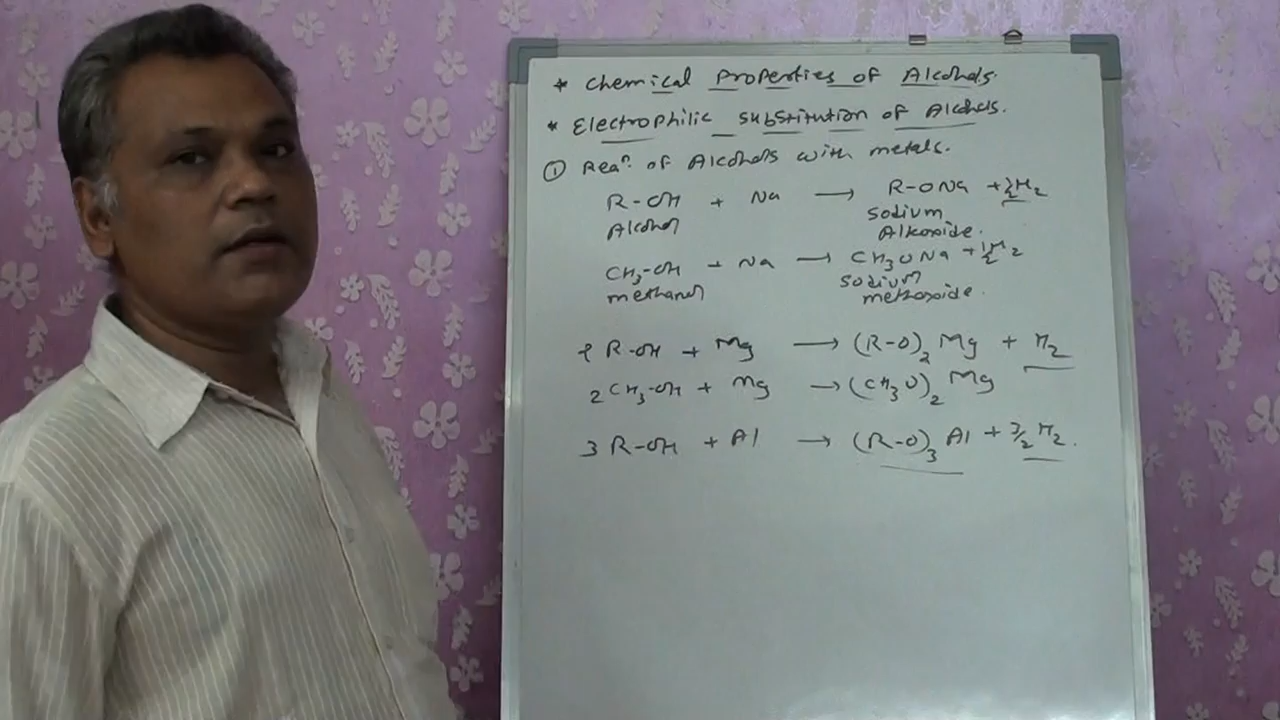 * Chemical Properties of Alcohols.
* Electrophilic substitution of Alcohols.
① Reaⁿ. of Alcohols with metals.
R-OH + Na ⟶ R-ONa + ½H₂
Alcohol sodium Alkoxide.
CH₃-OH + Na ⟶ CH₃ONa + ½H₂
methanol sodium methoxide.
2 R-OH + Mg ⟶ (R-O)₂ Mg + H₂
2CH₃-OH + Mg ⟶ (CH₃O)₂ Mg
3 R-OH + Al ⟶ (R-O)₃ Al + 3/2 H₂.